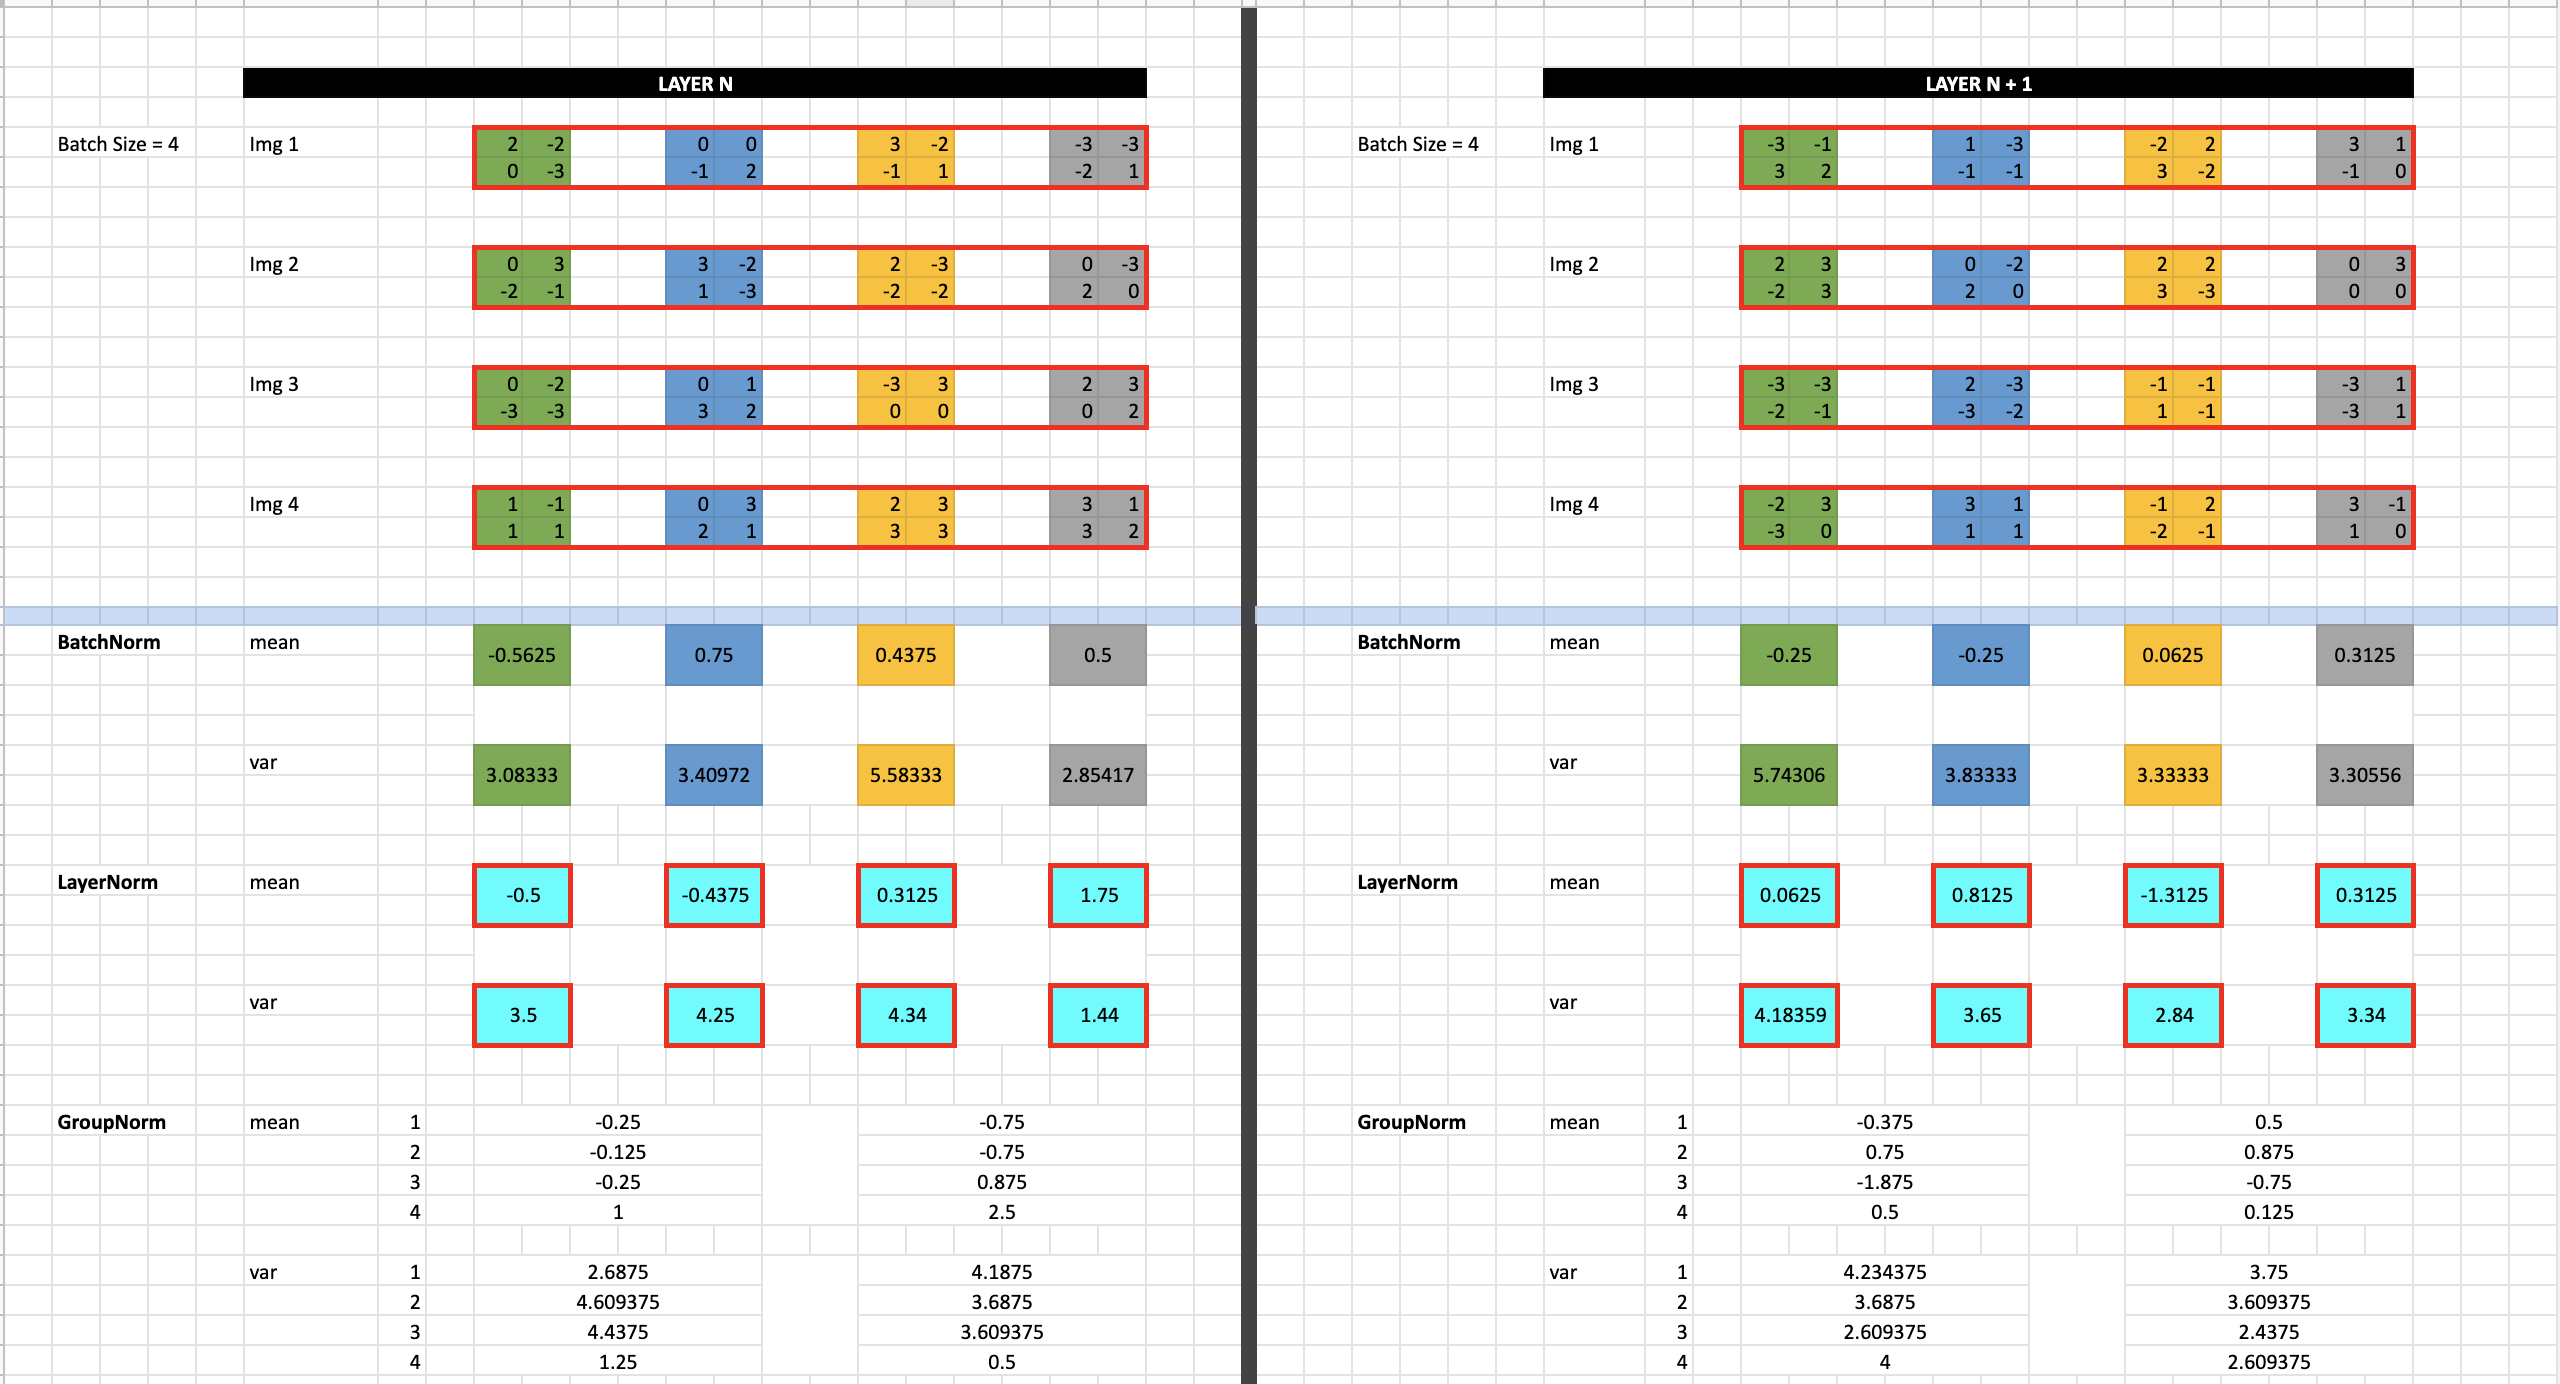 LAYER N LAYER N + 1
Batch Size = 4 Img 1 2 -2 0 0 3 -2 -3 -3 Batch Size = 4 Img 1 -3 -1 1 -3 -2 2 3 1
0 -3 -1 2 -1 1 -2 1 3 2 -1 -1 3 -2 -1 0
Img 2 0 3 3 -2 2 -3 0 -3 Img 2 2 3 0 -2 2 2 0 3
-2 -1 1 -3 -2 -2 2 0 -2 3 2 0 3 -3 0 0
Img 3 0 -2 0 1 -3 3 2 3 Img 3 -3 -3 2 -3 -1 -1 -3 1
-3 -3 3 2 0 0 0 2 -2 -1 -3 -2 1 -1 -3 1
Img 4 1 -1 0 3 2 3 3 1 Img 4 -2 3 3 1 -1 2 3 -1
1 1 2 1 3 3 3 2 -3 0 1 1 -2 -1 1 0
BatchNorm mean -0.5625 0.75 0.4375 0.5 BatchNorm mean -0.25 -0.25 0.0625 0.3125
var 3.08333 3.40972 5.58333 2.85417 var 5.74306 3.83333 3.33333 3.30556
LayerNorm mean -0.5 -0.4375 0.3125 1.75 LayerNorm mean 0.0625 0.8125 -1.3125 0.3125
var 3.5 4.25 4.34 1.44 var 4.18359 3.65 2.84 3.34
GroupNorm mean 1 -0.25 -0.75 GroupNorm mean 1 -0.375 0.5
2 -0.125 -0.75 2 0.75 0.875
3 -0.25 0.875 3 -1.875 -0.75
4 1 2.5 4 0.5 0.125
var 1 2.6875 4.1875 var 1 4.234375 3.75
2 4.609375 3.6875 2 3.6875 3.609375
3 4.4375 3.609375 3 2.609375 2.4375
4 1.25 0.5 4 4 2.609375